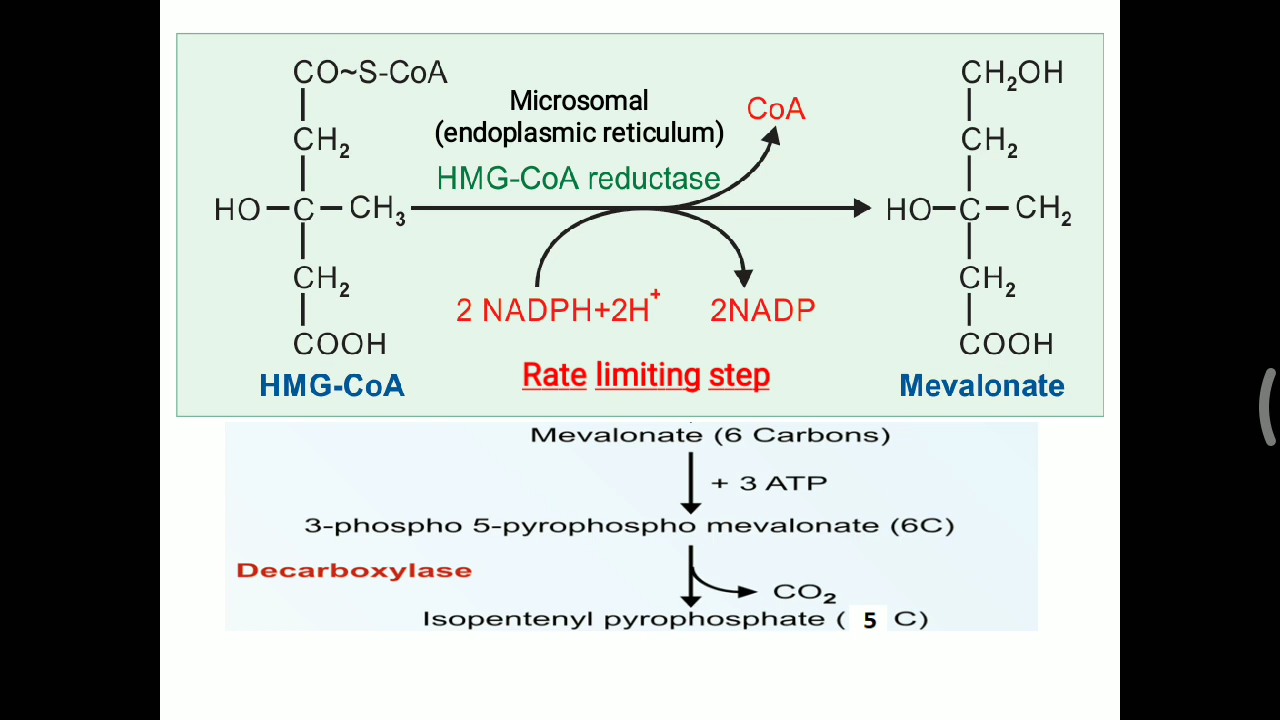 CO~S-CoA
CH₂
HO-C-CH₃
CH₂
COOH
HMG-CoA
Microsomal
(endoplasmic reticulum)
HMG-CoA reductase
CoA
2 NADPH+2H⁺
2NADP
Rate limiting step
CH₂OH
CH₂
HO-C-CH₂
CH₂
COOH
Mevalonate
Mevalonate (6 Carbons)
+ 3 ATP
3-phospho 5-pyrophospho mevalonate (6C)
Decarboxylase
CO₂
Isopentenyl pyrophosphate ( 5 C)